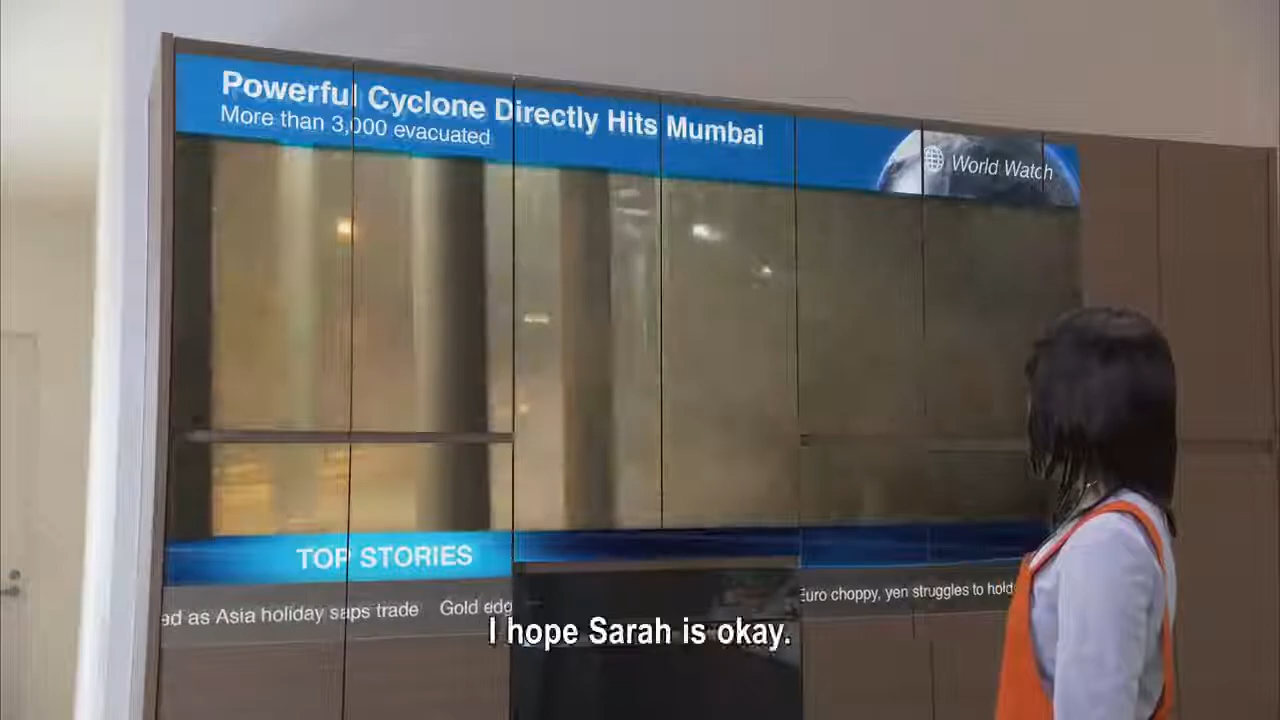 Powerful Cyclone Directly Hits Mumbai
More than 3,000 evacuated
World Watch
TOP STORIES
ed as Asia holiday saps trade Gold edg
Euro choppy, yen struggles to hold
I hope Sarah is okay.